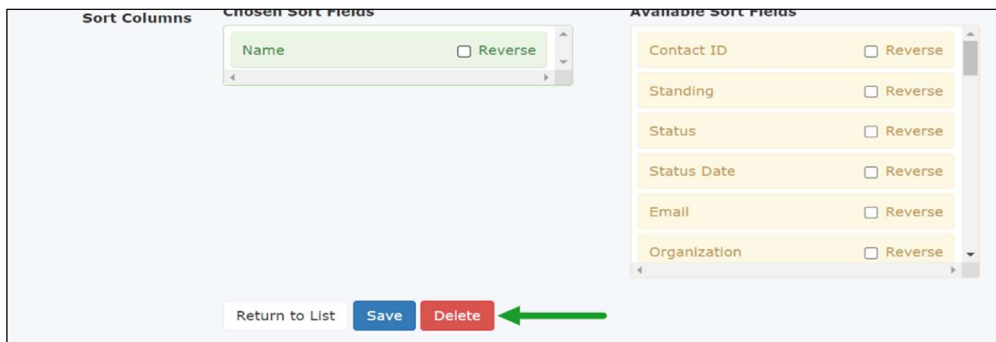 Sort Columns
Chosen Sort Fields
Available Sort Fields
Name Reverse
Contact ID Reverse
Standing Reverse
Status Reverse
Status Date Reverse
Email Reverse
Organization Reverse
Return to List Save Delete